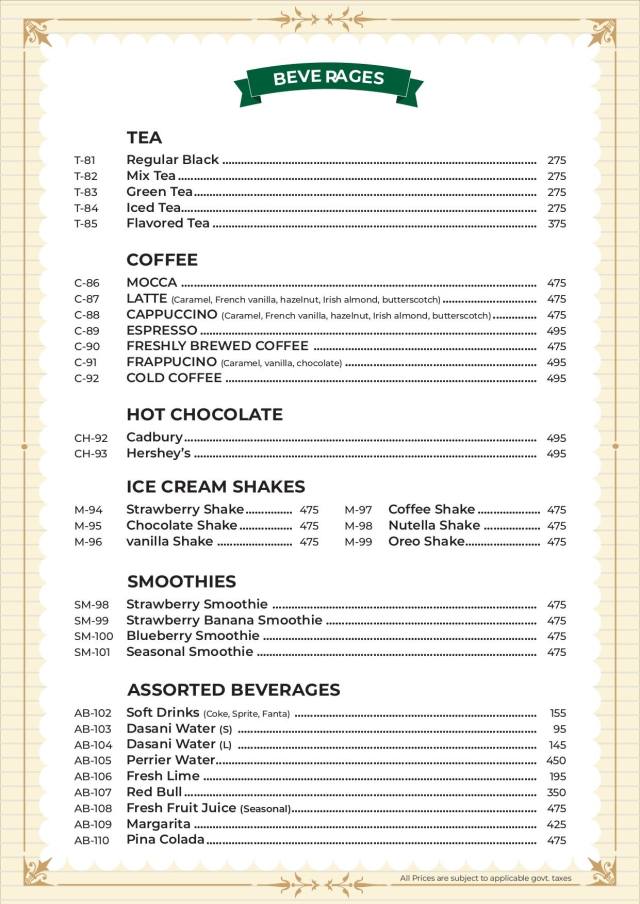 BEVERAGES
TEA
T-81 Regular Black 275
T-82 Mix Tea 275
T-83 Green Tea 275
T-84 Iced Tea 275
T-85 Flavored Tea 375
COFFEE
C-86 MOCCA 475
C-87 LATTE (Caramel, French vanilla, hazelnut, Irish almond, butterscotch) 475
C-88 CAPPUCCINO (Caramel, French vanilla, hazelnut, Irish almond, butterscotch) 475
C-89 ESPRESSO 495
C-90 FRESHLY BREWED COFFEE 475
C-91 FRAPPUCINO (Caramel, vanilla, chocolate) 495
C-92 COLD COFFEE 495
HOT CHOCOLATE
CH-92 Cadbury 495
CH-93 Hershey's 495
ICE CREAM SHAKES
M-94 Strawberry Shake 475 M-97 Coffee Shake 475
M-95 Chocolate Shake 475 M-98 Nutella Shake 475
M-96 vanilla Shake 475 M-99 Oreo Shake 475
SMOOTHIES
SM-98 Strawberry Smoothie 475
SM-99 Strawberry Banana Smoothie 475
SM-100 Blueberry Smoothie 475
SM-101 Seasonal Smoothie 475
ASSORTED BEVERAGES
AB-102 Soft Drinks (Coke, Sprite, Fanta) 155
AB-103 Dasani Water (S) 95
AB-104 Dasani Water (L) 145
AB-105 Perrier Water 450
AB-106 Fresh Lime 195
AB-107 Red Bull 350
AB-108 Fresh Fruit Juice (Seasonal) 475
AB-109 Margarita 425
AB-110 Pina Colada 475
All Prices are subject to applicable govt. taxes